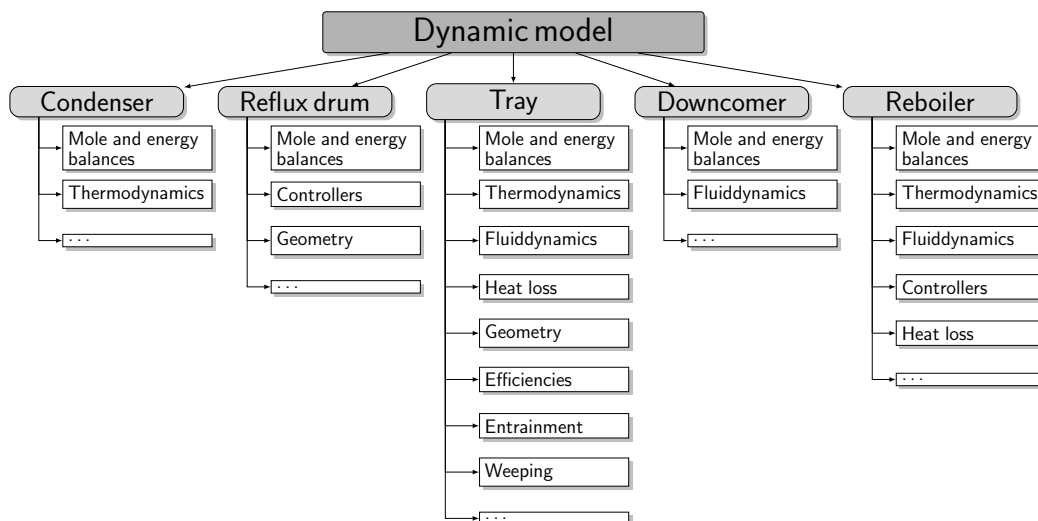 Dynamic model
Condenser
Mole and energy
balances
Thermodynamics
. . .
Reflux drum
Mole and energy
balances
Controllers
Geometry
. . .
Tray
Mole and energy
balances
Thermodynamics
Fluiddynamics
Heat loss
Geometry
Efficiencies
Entrainment
Weeping
. . .
Downcomer
Mole and energy
balances
Fluiddynamics
. . .
Reboiler
Mole and energy
balances
Thermodynamics
Fluiddynamics
Controllers
Heat loss
. . .